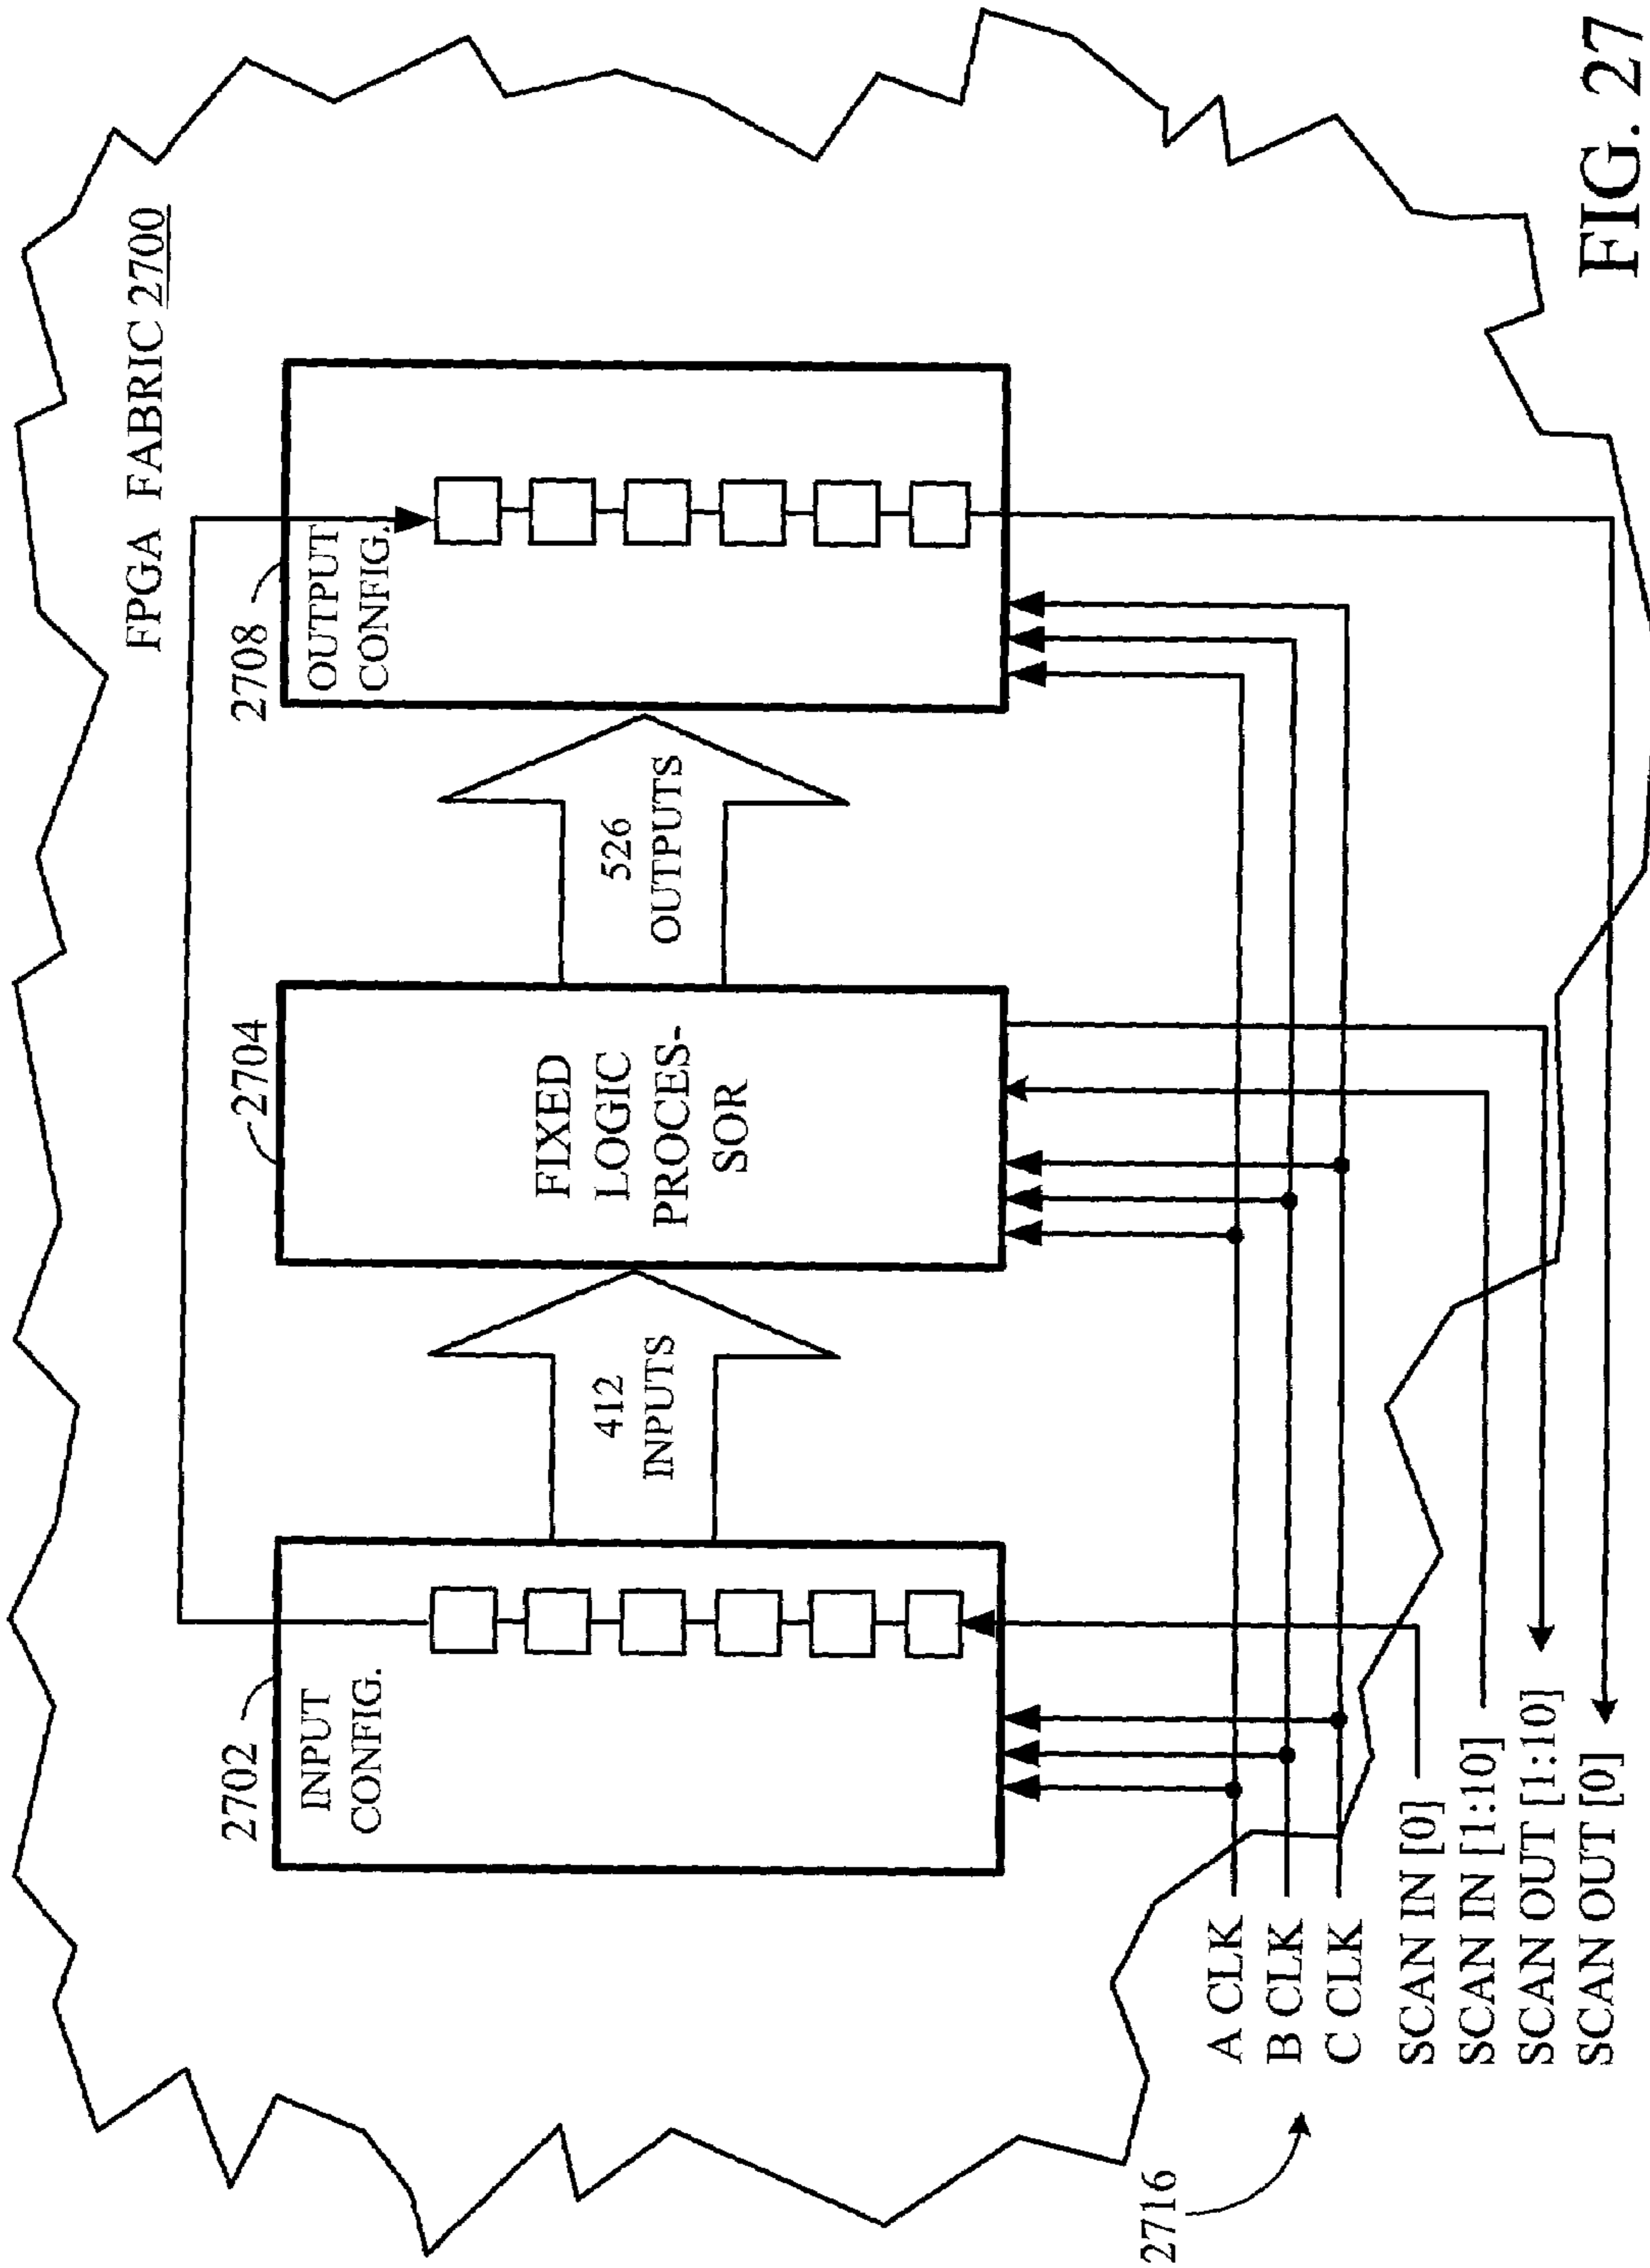 FPGA FABRIC 2700
2702
INPUT
CONFIG.
412
INPUTS
2704
FIXED
LOGIC
PROCES-
SOR
526
OUTPUTS
2708
OUTPUT
CONFIG.
2716
A CLK
B CLK
C CLK
SCAN IN [0]
SCAN IN [1:10]
SCAN OUT [1:10]
SCAN OUT [0]
FIG. 27